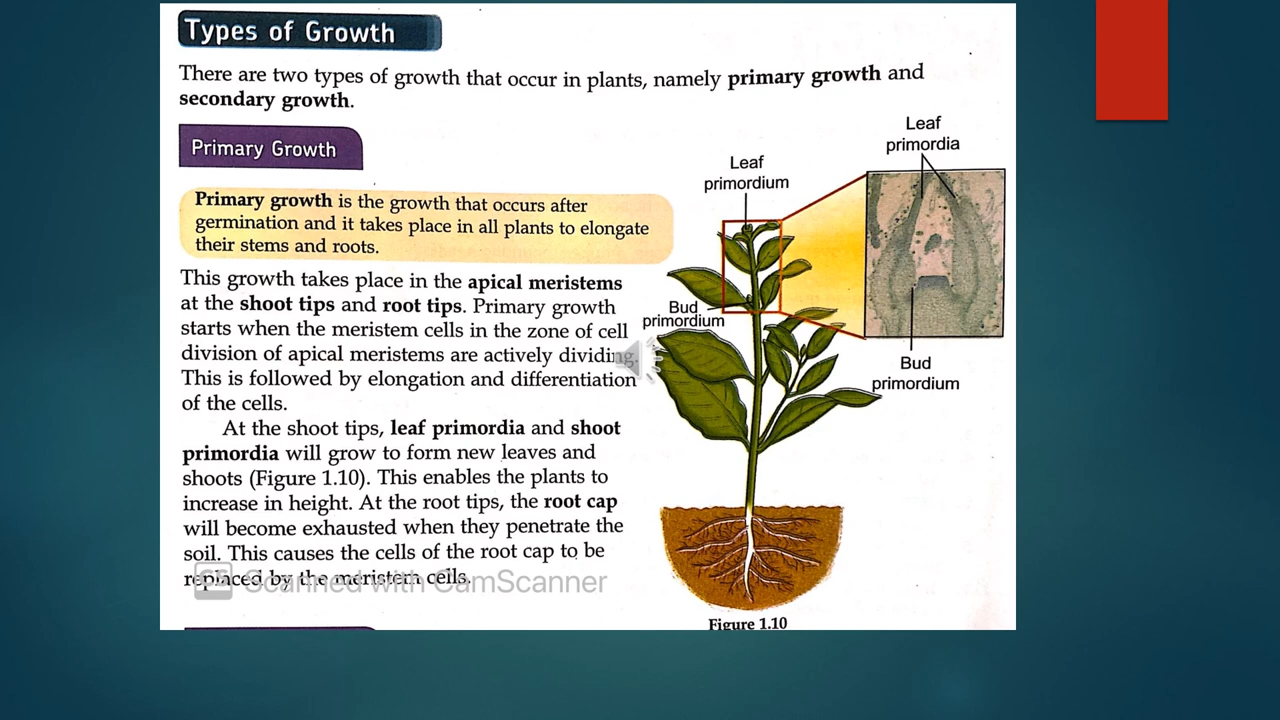 Types of Growth
There are two types of growth that occur in plants, namely primary growth and
secondary growth.
Primary Growth
Primary growth is the growth that occurs after
germination and it takes place in all plants to elongate
their stems and roots.
This growth takes place in the apical meristems
at the shoot tips and root tips. Primary growth
starts when the meristem cells in the zone of cell
division of apical meristems are actively dividing.
This is followed by elongation and differentiation
of the cells.
At the shoot tips, leaf primordia and shoot
primordia will grow to form new leaves and
shoots (Figure 1.10). This enables the plants to
increase in height. At the root tips, the root cap
will become exhausted when they penetrate the
soil. This causes the cells of the root cap to be
replaced by the meristem cells.
CS Scanned with CamScanner
Leaf
primordium
Leaf
primordia
Bud
primordium
Bud
primordium
Figure 1.10